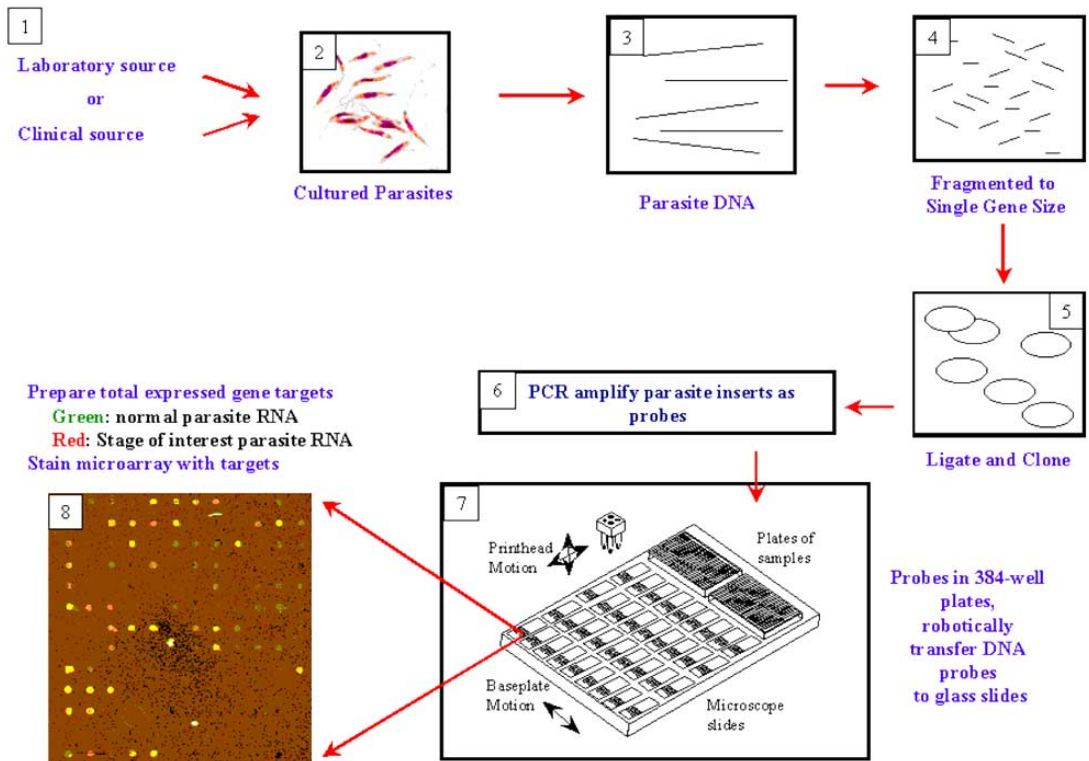 1
Laboratory source
or
Clinical source
2
Cultured Parasites
3
Parasite DNA
4
Fragmented to
Single Gene Size
5
Ligate and Clone
6
PCR amplify parasite inserts as
probes
7
Printhead
Motion
Plates of
samples
Baseplate
Motion
Microscope
slides
Probes in 384-well
plates,
robotically
transfer DNA
probes
to glass slides
Prepare total expressed gene targets
Green: normal parasite RNA
Red: Stage of interest parasite RNA
Stain microarray with targets
8